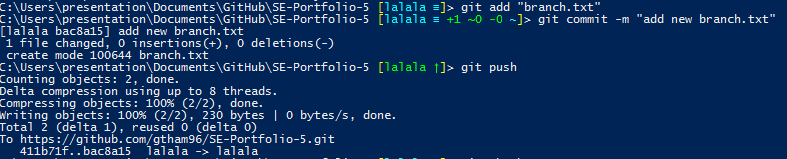 C:\Users\presentation\Documents\GitHub\SE-Portfolio-5 [lalala ≡]> git add "branch.txt"
C:\Users\presentation\Documents\GitHub\SE-Portfolio-5 [lalala ≡ +1 ~0 -0 ~]> git commit -m "add new branch.txt"
[lalala bac8a15] add new branch.txt
 1 file changed, 0 insertions(+), 0 deletions(-)
 create mode 100644 branch.txt
C:\Users\presentation\Documents\GitHub\SE-Portfolio-5 [lalala ↑]> git push
Counting objects: 2, done.
Delta compression using up to 8 threads.
Compressing objects: 100% (2/2), done.
Writing objects: 100% (2/2), 230 bytes | 0 bytes/s, done.
Total 2 (delta 1), reused 0 (delta 0)
To https://github.com/gtham96/SE-Portfolio-5.git
   411b71f..bac8a15  lalala -> lalala